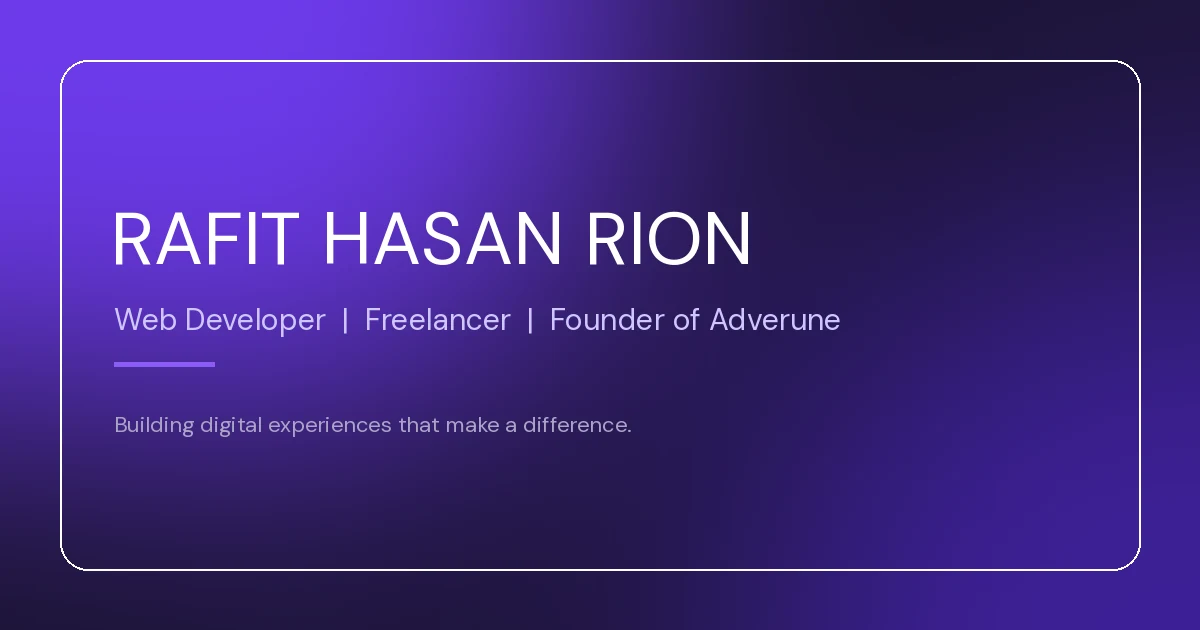 RAFIT HASAN RION
Web Developer | Freelancer | Founder of Adverune
Building digital experiences that make a difference.